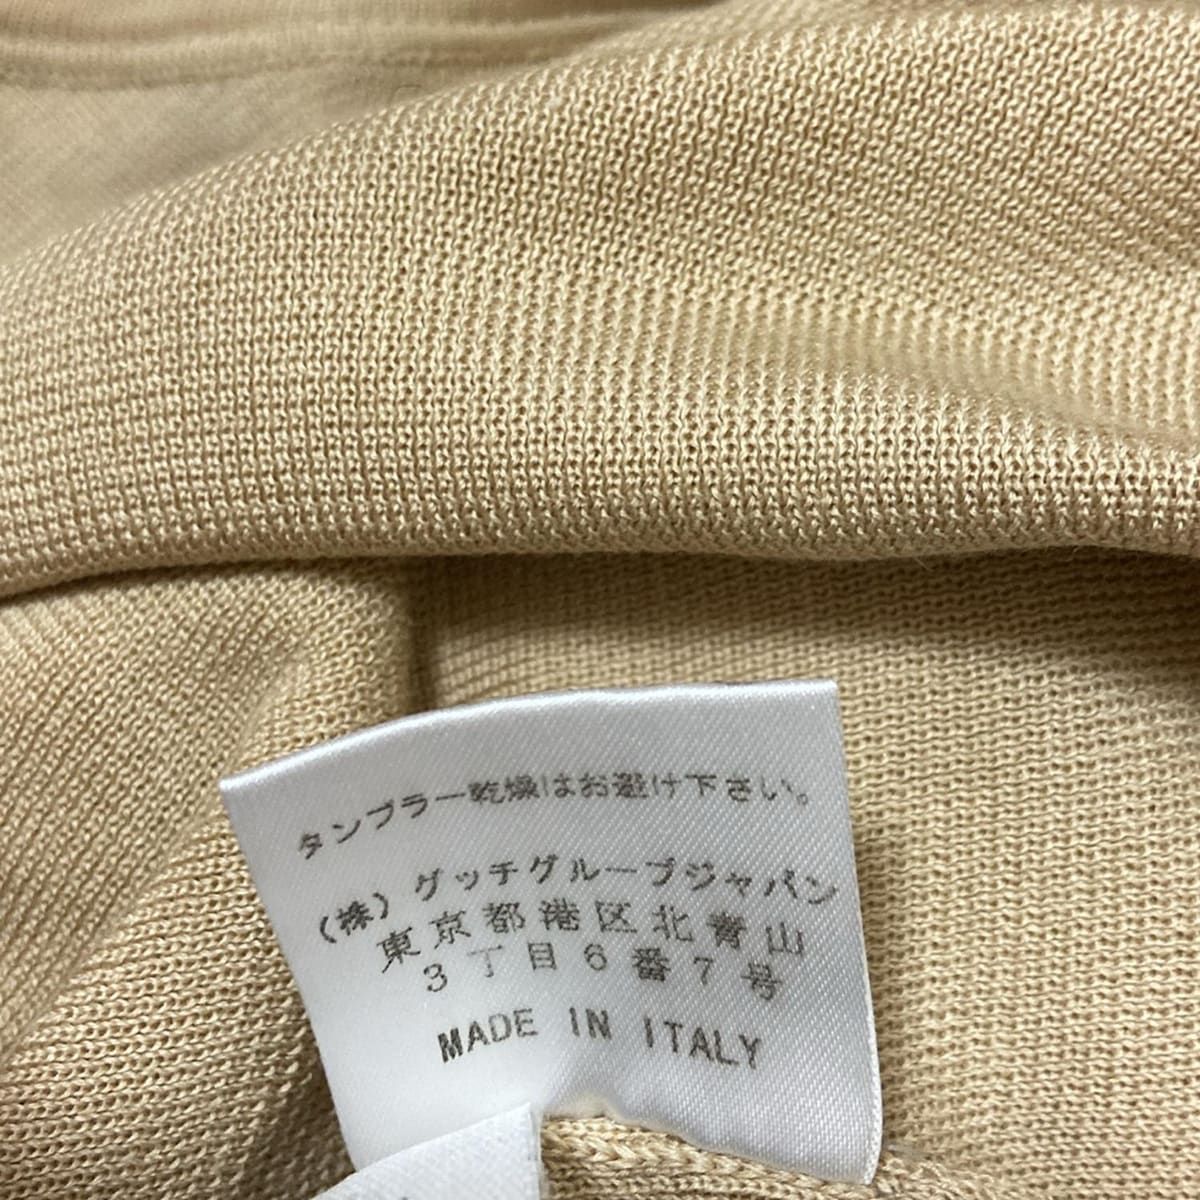 タンブラー乾燥はお避け下さい。
(株)グッチグループジャパン
東京都港区北青山
3丁目6番7号
MADE IN ITALY